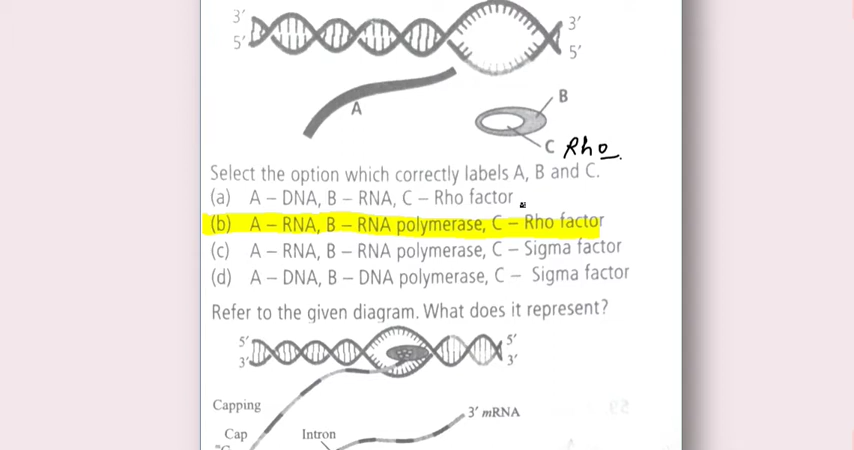 3′ 3′
5′ 5′
A
B
C Rho
Select the option which correctly labels A, B and C.
(a) A – DNA, B – RNA, C – Rho factor
(b) A – RNA, B – RNA polymerase, C – Rho factor
(c) A – RNA, B – RNA polymerase, C – Sigma factor
(d) A – DNA, B – DNA polymerase, C – Sigma factor
Refer to the given diagram. What does it represent?
5′ 5′
3′ 3′
Capping
3′ mRNA
Cap Intron